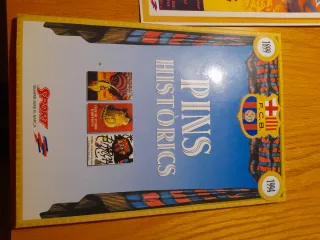 1899
F.C.B
1994
PINS
HISTÒRICS
SPORT